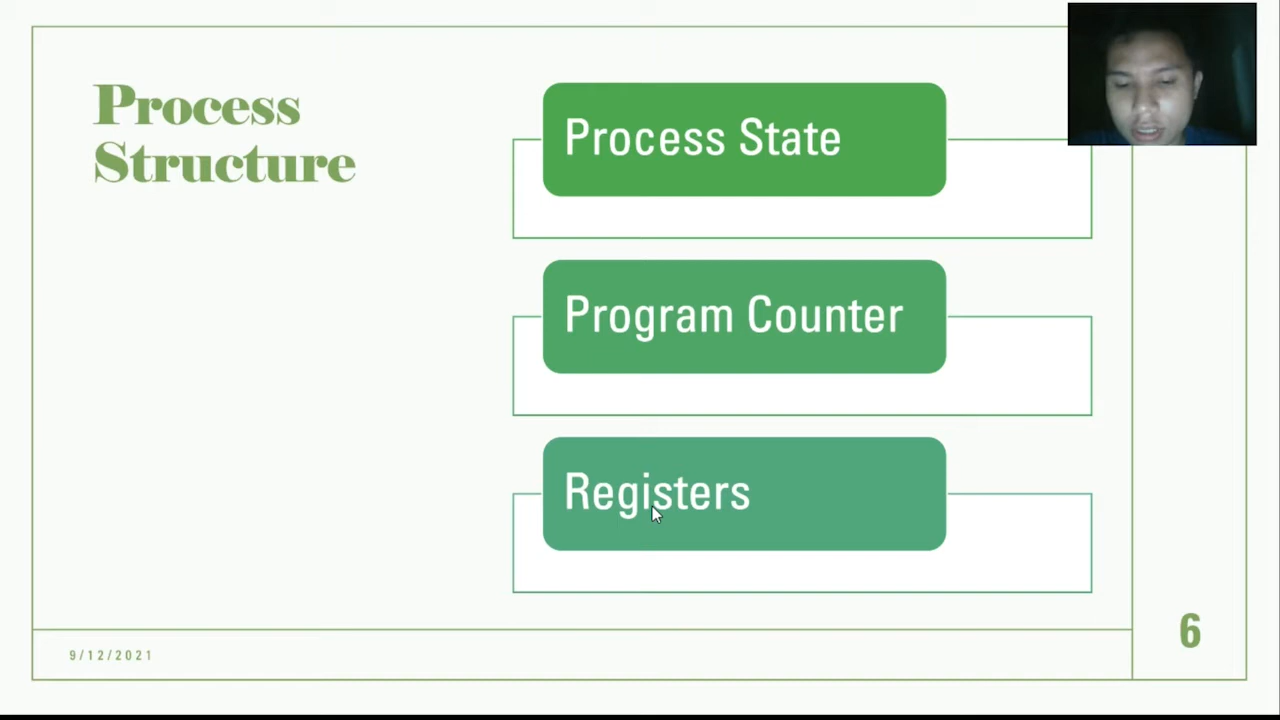 Process
Structure
Process State
Program Counter
Registers
9/12/2021
6